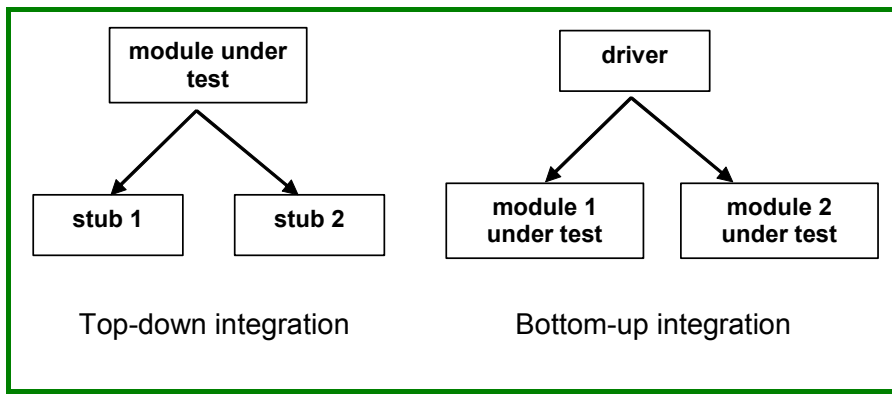 module under
test
stub 1
stub 2
Top-down integration
driver
module 1
under test
module 2
under test
Bottom-up integration